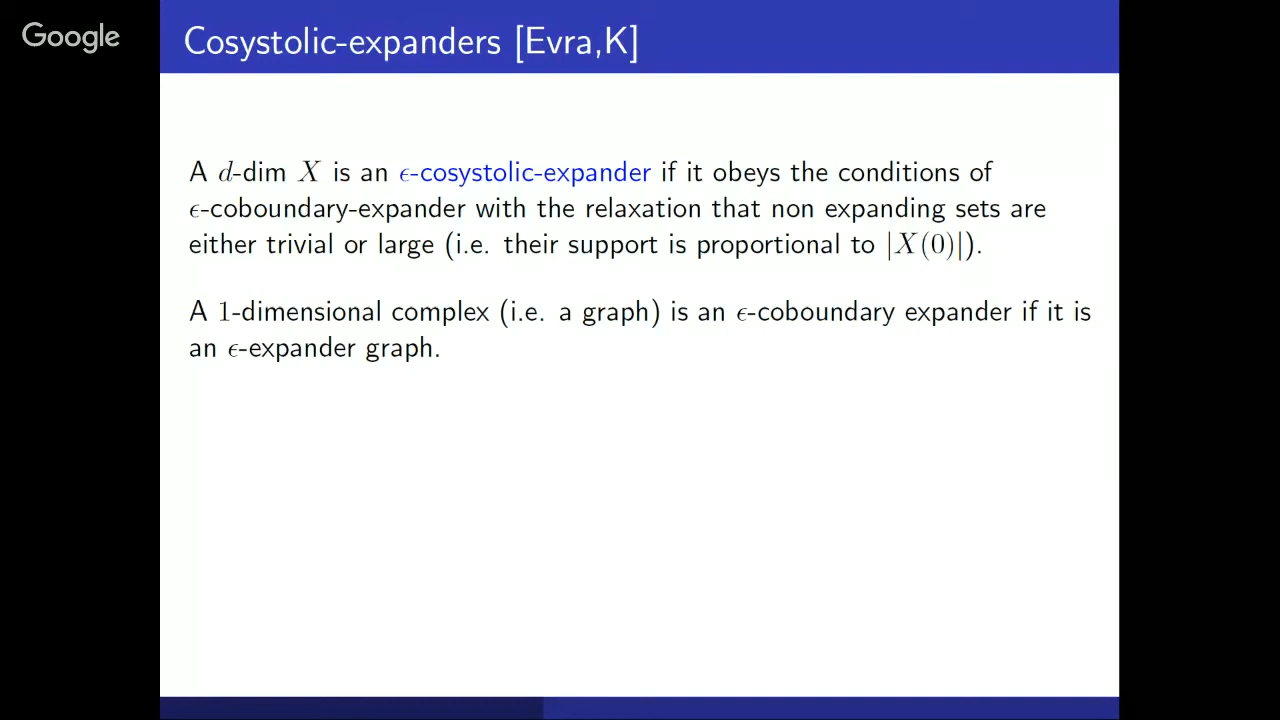 Google
Cosystolic-expanders [Evra,K]
A d-dim X is an ϵ-cosystolic-expander if it obeys the conditions of
ϵ-coboundary-expander with the relaxation that non expanding sets are
either trivial or large (i.e. their support is proportional to |X(0)|).
A 1-dimensional complex (i.e. a graph) is an ϵ-coboundary expander if it is
an ϵ-expander graph.